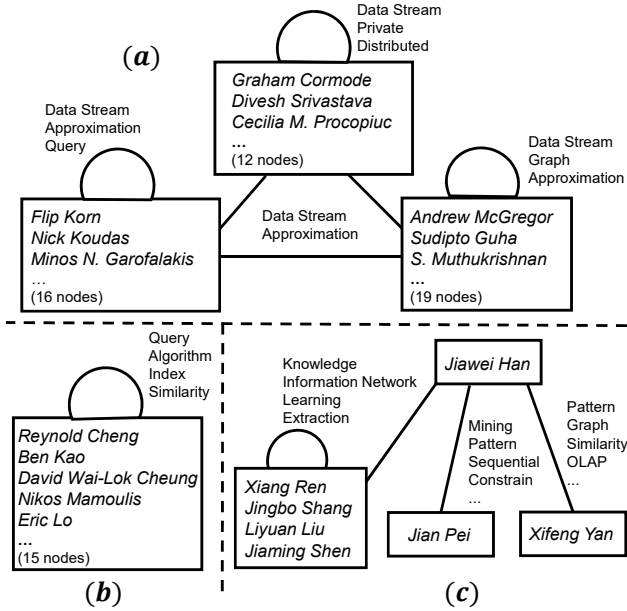 (a)
Data Stream
Private
Distributed
Graham Cormode
Divesh Srivastava
Cecilia M. Procopiuc
...
(12 nodes)
Data Stream
Approximation
Query
Flip Korn
Nick Koudas
Minos N. Garofalakis
...
(16 nodes)
Data Stream
Approximation
Data Stream
Graph
Approximation
Andrew McGregor
Sudipto Guha
S. Muthukrishnan
...
(19 nodes)
Query
Algorithm
Index
Similarity
Reynold Cheng
Ben Kao
David Wai-Lok Cheung
Nikos Mamoulis
Eric Lo
...
(15 nodes)
(b)
Jiawei Han
Knowledge
Information Network
Learning
Extraction
Xiang Ren
Jingbo Shang
Liyuan Liu
Jiaming Shen
Mining
Pattern
Sequential
Constrain
...
Jian Pei
Pattern
Graph
Similarity
OLAP
...
Xifeng Yan
(c)